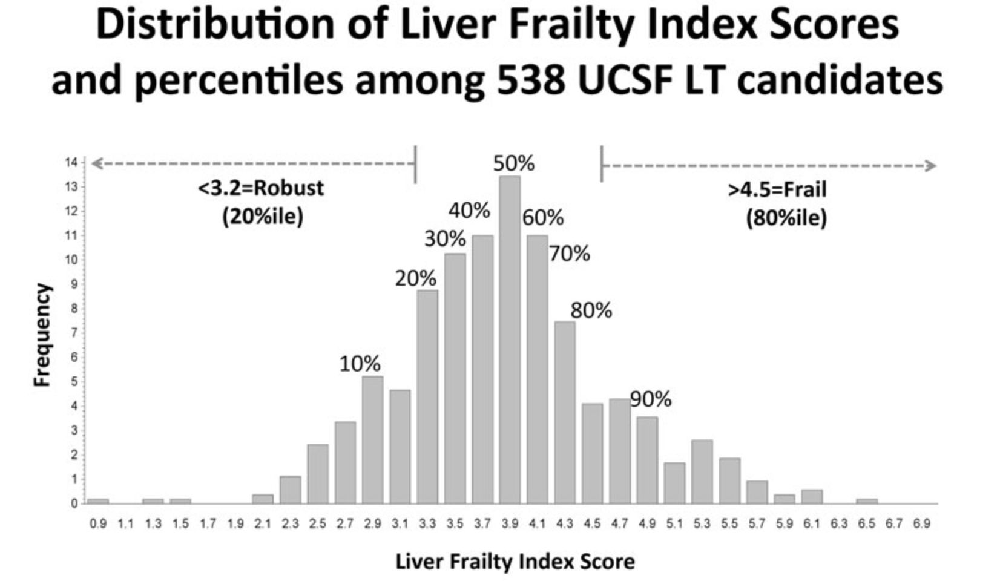 Distribution of Liver Frailty Index Scores
and percentiles among 538 UCSF LT candidates
<3.2=Robust
(20%ile)
>4.5=Frail
(80%ile)
10%
20%
30%
40%
50%
60%
70%
80%
90%
Frequency
14
13
12
11
10
9
8
7
6
5
4
3
2
1
0
0.9 1.1 1.3 1.5 1.7 1.9 2.1 2.3 2.5 2.7 2.9 3.1 3.3 3.5 3.7 3.9 4.1 4.3 4.5 4.7 4.9 5.1 5.3 5.5 5.7 5.9 6.1 6.3 6.5 6.7 6.9
Liver Frailty Index Score